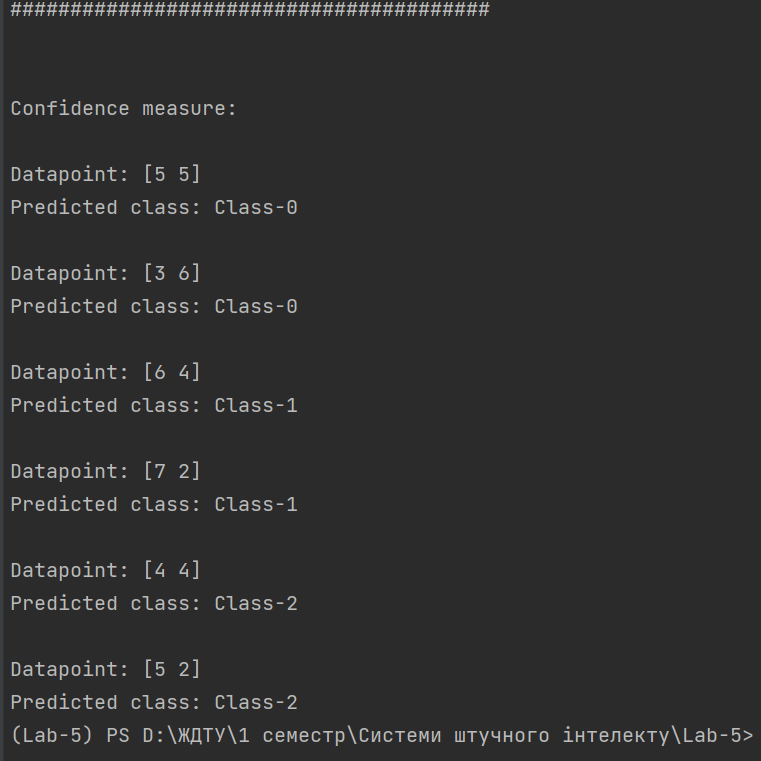 ########################################
Confidence measure:
Datapoint: [5 5]
Predicted class: Class-0
Datapoint: [3 6]
Predicted class: Class-0
Datapoint: [6 4]
Predicted class: Class-1
Datapoint: [7 2]
Predicted class: Class-1
Datapoint: [4 4]
Predicted class: Class-2
Datapoint: [5 2]
Predicted class: Class-2
(Lab-5) PS D:\ЖДТУ\1 семестр\Системи штучного інтелекту\Lab-5>